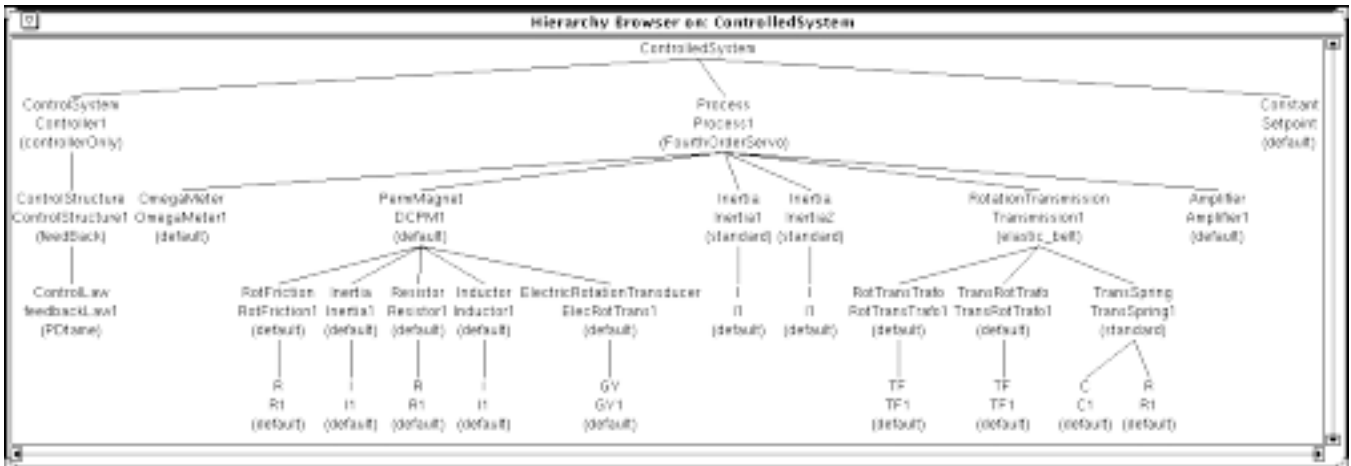 Hierarchy Browser on: ControlledSystem
ControlledSystem
ControlSystem Process Constant
Controller1 Process1 Setpoint
(controllerOnly) (FourthOrderServo) (default)
ControlStructure OmegaMeter PermMagnet Inertia Inertia RotationTransmission Amplifier
ControlStructure1 OmegaMeter1 DCPM1 Inertia1 Inertia2 Transmission1 Amplifier1
(feedBack) (default) (default) (standard) (standard) (elastic_belt) (default)
ControlLaw RotFriction Inertia Resistor Inductor ElectricRotationTransducer I I RotTransTrafo TransRotTrafo TransSpring
feedbackLaw1 RotFriction1 Inertia1 Resistor1 Inductor1 ElecRotTrans1 I1 I1 RotTransTrafo1 TransRotTrafo1 TransSpring1
(PDtame) (default) (default) (default) (default) (default) (default) (default) (default) (default) (standard)
R I R I GY TF TF C R
R1 I1 R1 I1 GY1 TF1 TF1 C1 R1
(default) (default) (default) (default) (default) (default) (default) (default) (default)